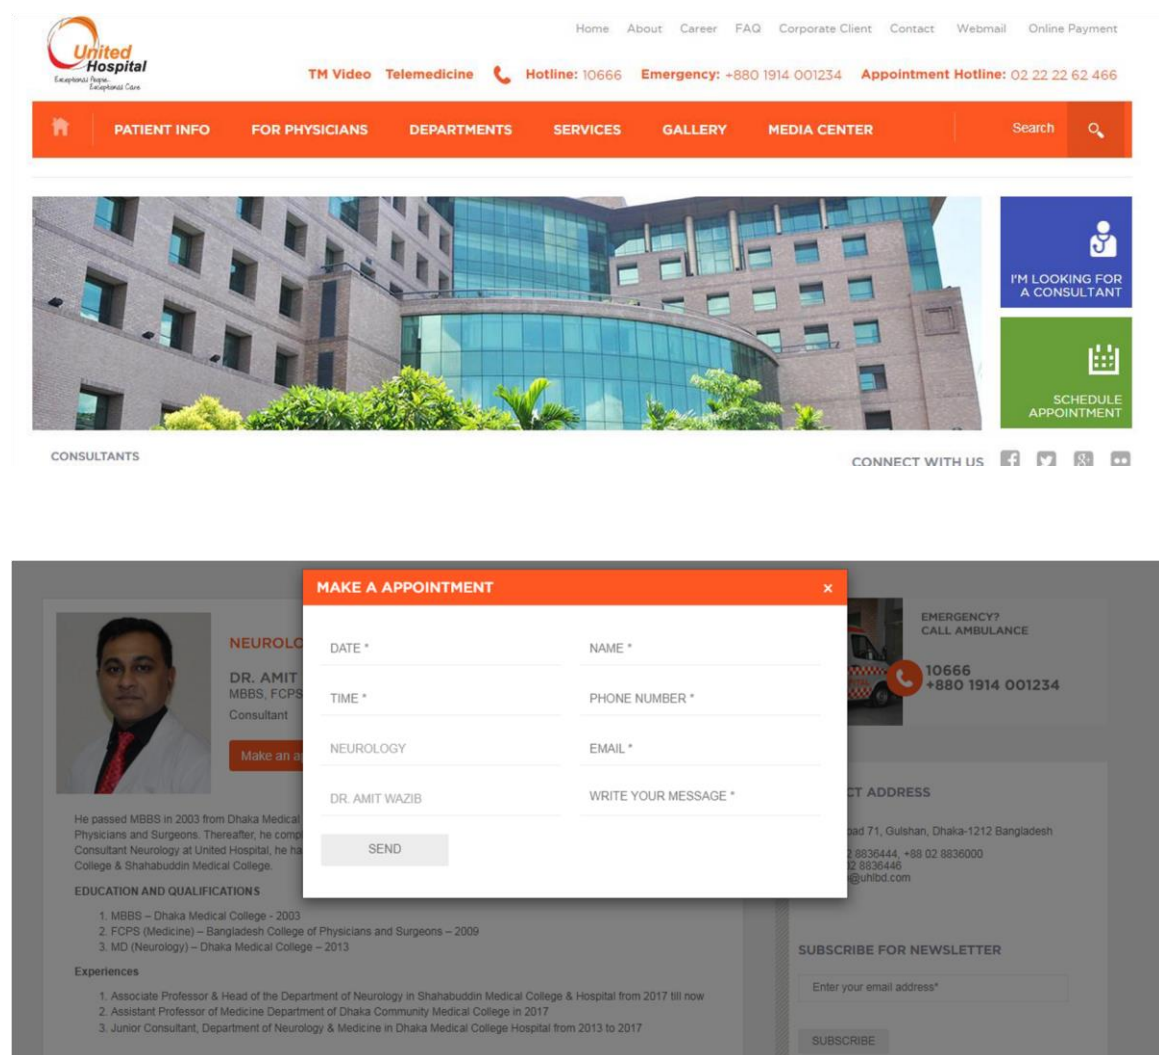 United
Hospital
Exceptional People.
Exceptional Care.
Home About Career FAQ Corporate Client Contact Webmail Online Payment
TM Video Telemedicine Hotline: 10666 Emergency: +880 1914 001234 Appointment Hotline: 02 22 22 62 466
PATIENT INFO FOR PHYSICIANS DEPARTMENTS SERVICES GALLERY MEDIA CENTER Search
I'M LOOKING FOR
A CONSULTANT
SCHEDULE
APPOINTMENT
CONSULTANTS
CONNECT WITH US
MAKE A APPOINTMENT ×
DATE * NAME *
TIME * PHONE NUMBER *
NEUROLOGY EMAIL *
DR. AMIT WAZIB WRITE YOUR MESSAGE *
SEND
NEUROLO
DR. AMIT
MBBS, FCPS
Consultant
Make an a
He passed MBBS in 2003 from Dhaka Medical
Physicians and Surgeons. Thereafter, he comp
Consultant Neurology at United Hospital, he ha
College & Shahabuddin Medical College.
EDUCATION AND QUALIFICATIONS
1. MBBS – Dhaka Medical College - 2003
2. FCPS (Medicine) – Bangladesh College of Physicians and Surgeons – 2009
3. MD (Neurology) – Dhaka Medical College – 2013
Experiences
1. Associate Professor & Head of the Department of Neurology in Shahabuddin Medical College & Hospital from 2017 till now
2. Assistant Professor of Medicine Department of Dhaka Community Medical College in 2017
3. Junior Consultant, Department of Neurology & Medicine in Dhaka Medical College Hospital from 2013 to 2017
EMERGENCY?
CALL AMBULANCE
10666
+880 1914 001234
CT ADDRESS
oad 71, Gulshan, Dhaka-1212 Bangladesh
2 8836444, +88 02 8836000
02 8836446
@uhlbd.com
SUBSCRIBE FOR NEWSLETTER
Enter your email address*
SUBSCRIBE